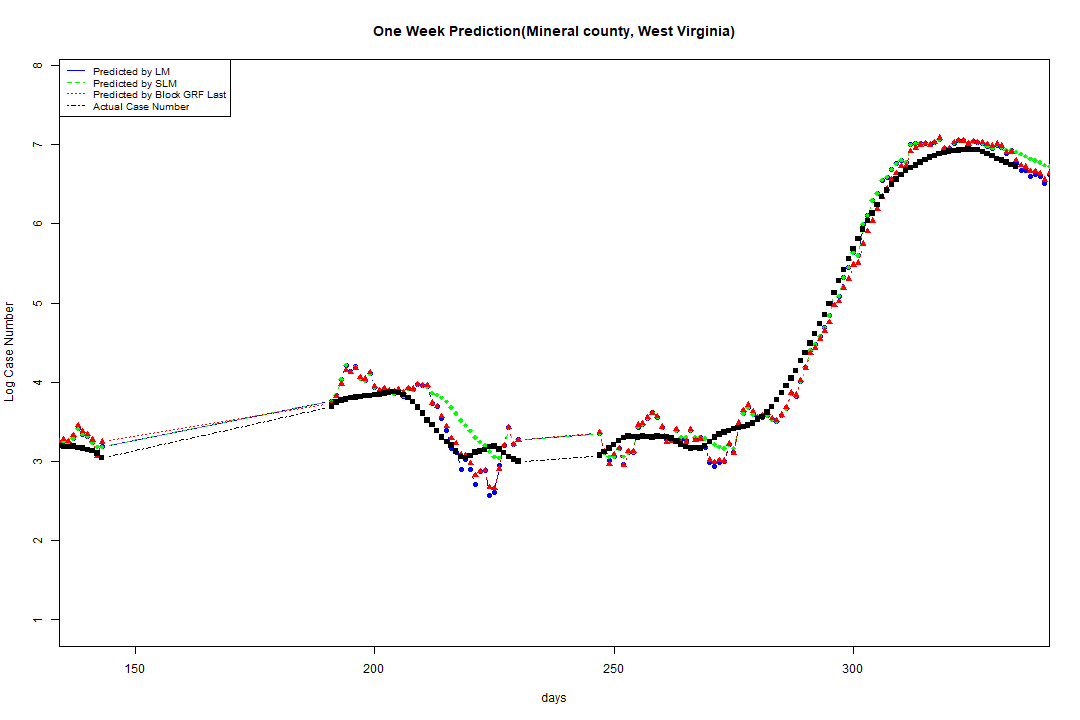 One Week Prediction(Mineral county, West Virginia)
Predicted by LM
Predicted by SLM
Predicted by Block GRF Last
Actual Case Number
8
7
6
5
4
3
2
1
Log Case Number
150 200 250 300
days